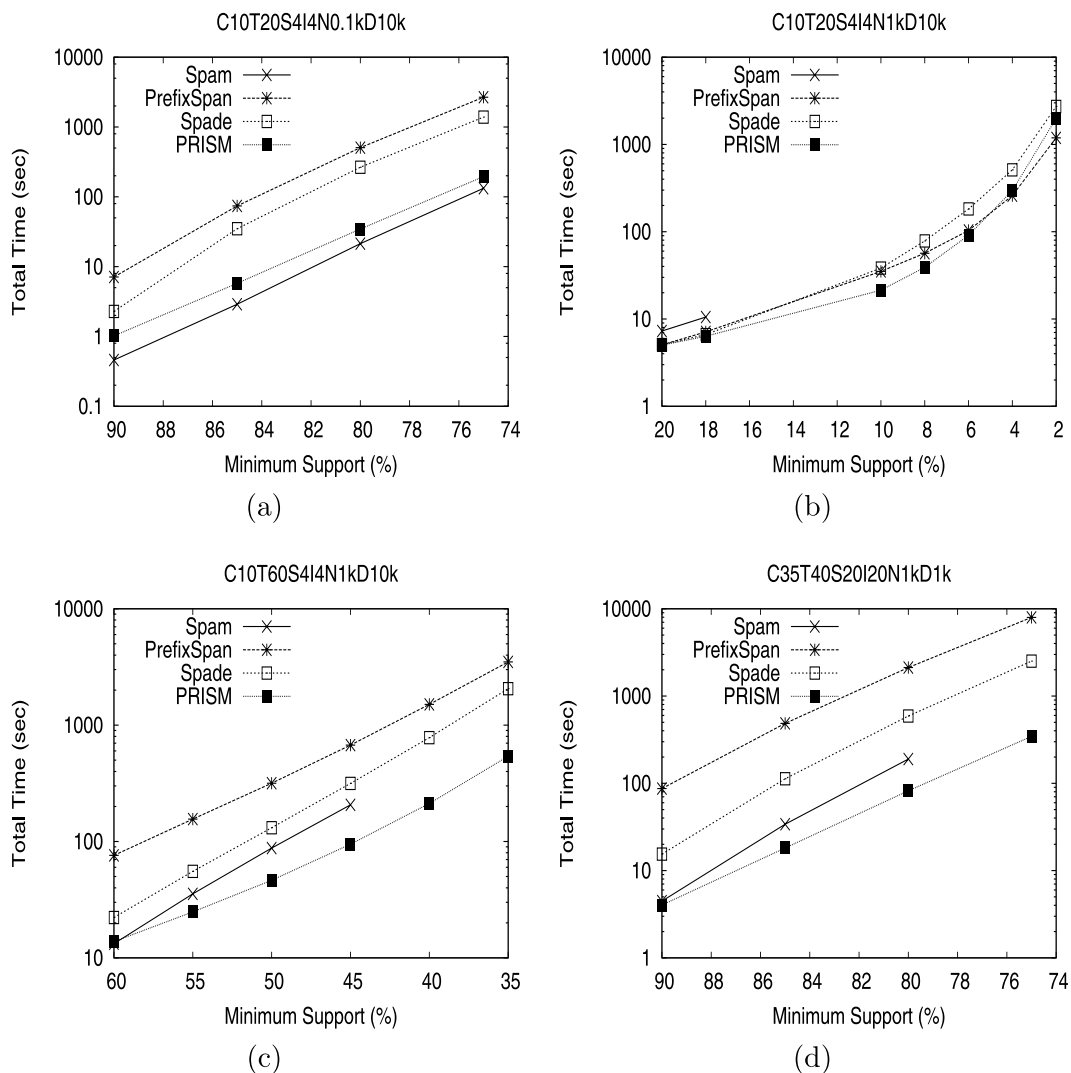 C10T20S4I4N0.1kD10k
Total Time (sec)
10000
1000
100
10
1
0.1
Spam
PrefixSpan
Spade
PRISM
90 88 86 84 82 80 78 76 74
Minimum Support (%)
(a)
C10T20S4I4N1kD10k
Total Time (sec)
10000
1000
100
10
1
Spam
PrefixSpan
Spade
PRISM
20 18 16 14 12 10 8 6 4 2
Minimum Support (%)
(b)
C10T60S4I4N1kD10k
Total Time (sec)
10000
1000
100
10
Spam
PrefixSpan
Spade
PRISM
60 55 50 45 40 35
Minimum Support (%)
(c)
C35T40S20I20N1kD1k
Total Time (sec)
10000
1000
100
10
1
Spam
PrefixSpan
Spade
PRISM
90 88 86 84 82 80 78 76 74
Minimum Support (%)
(d)